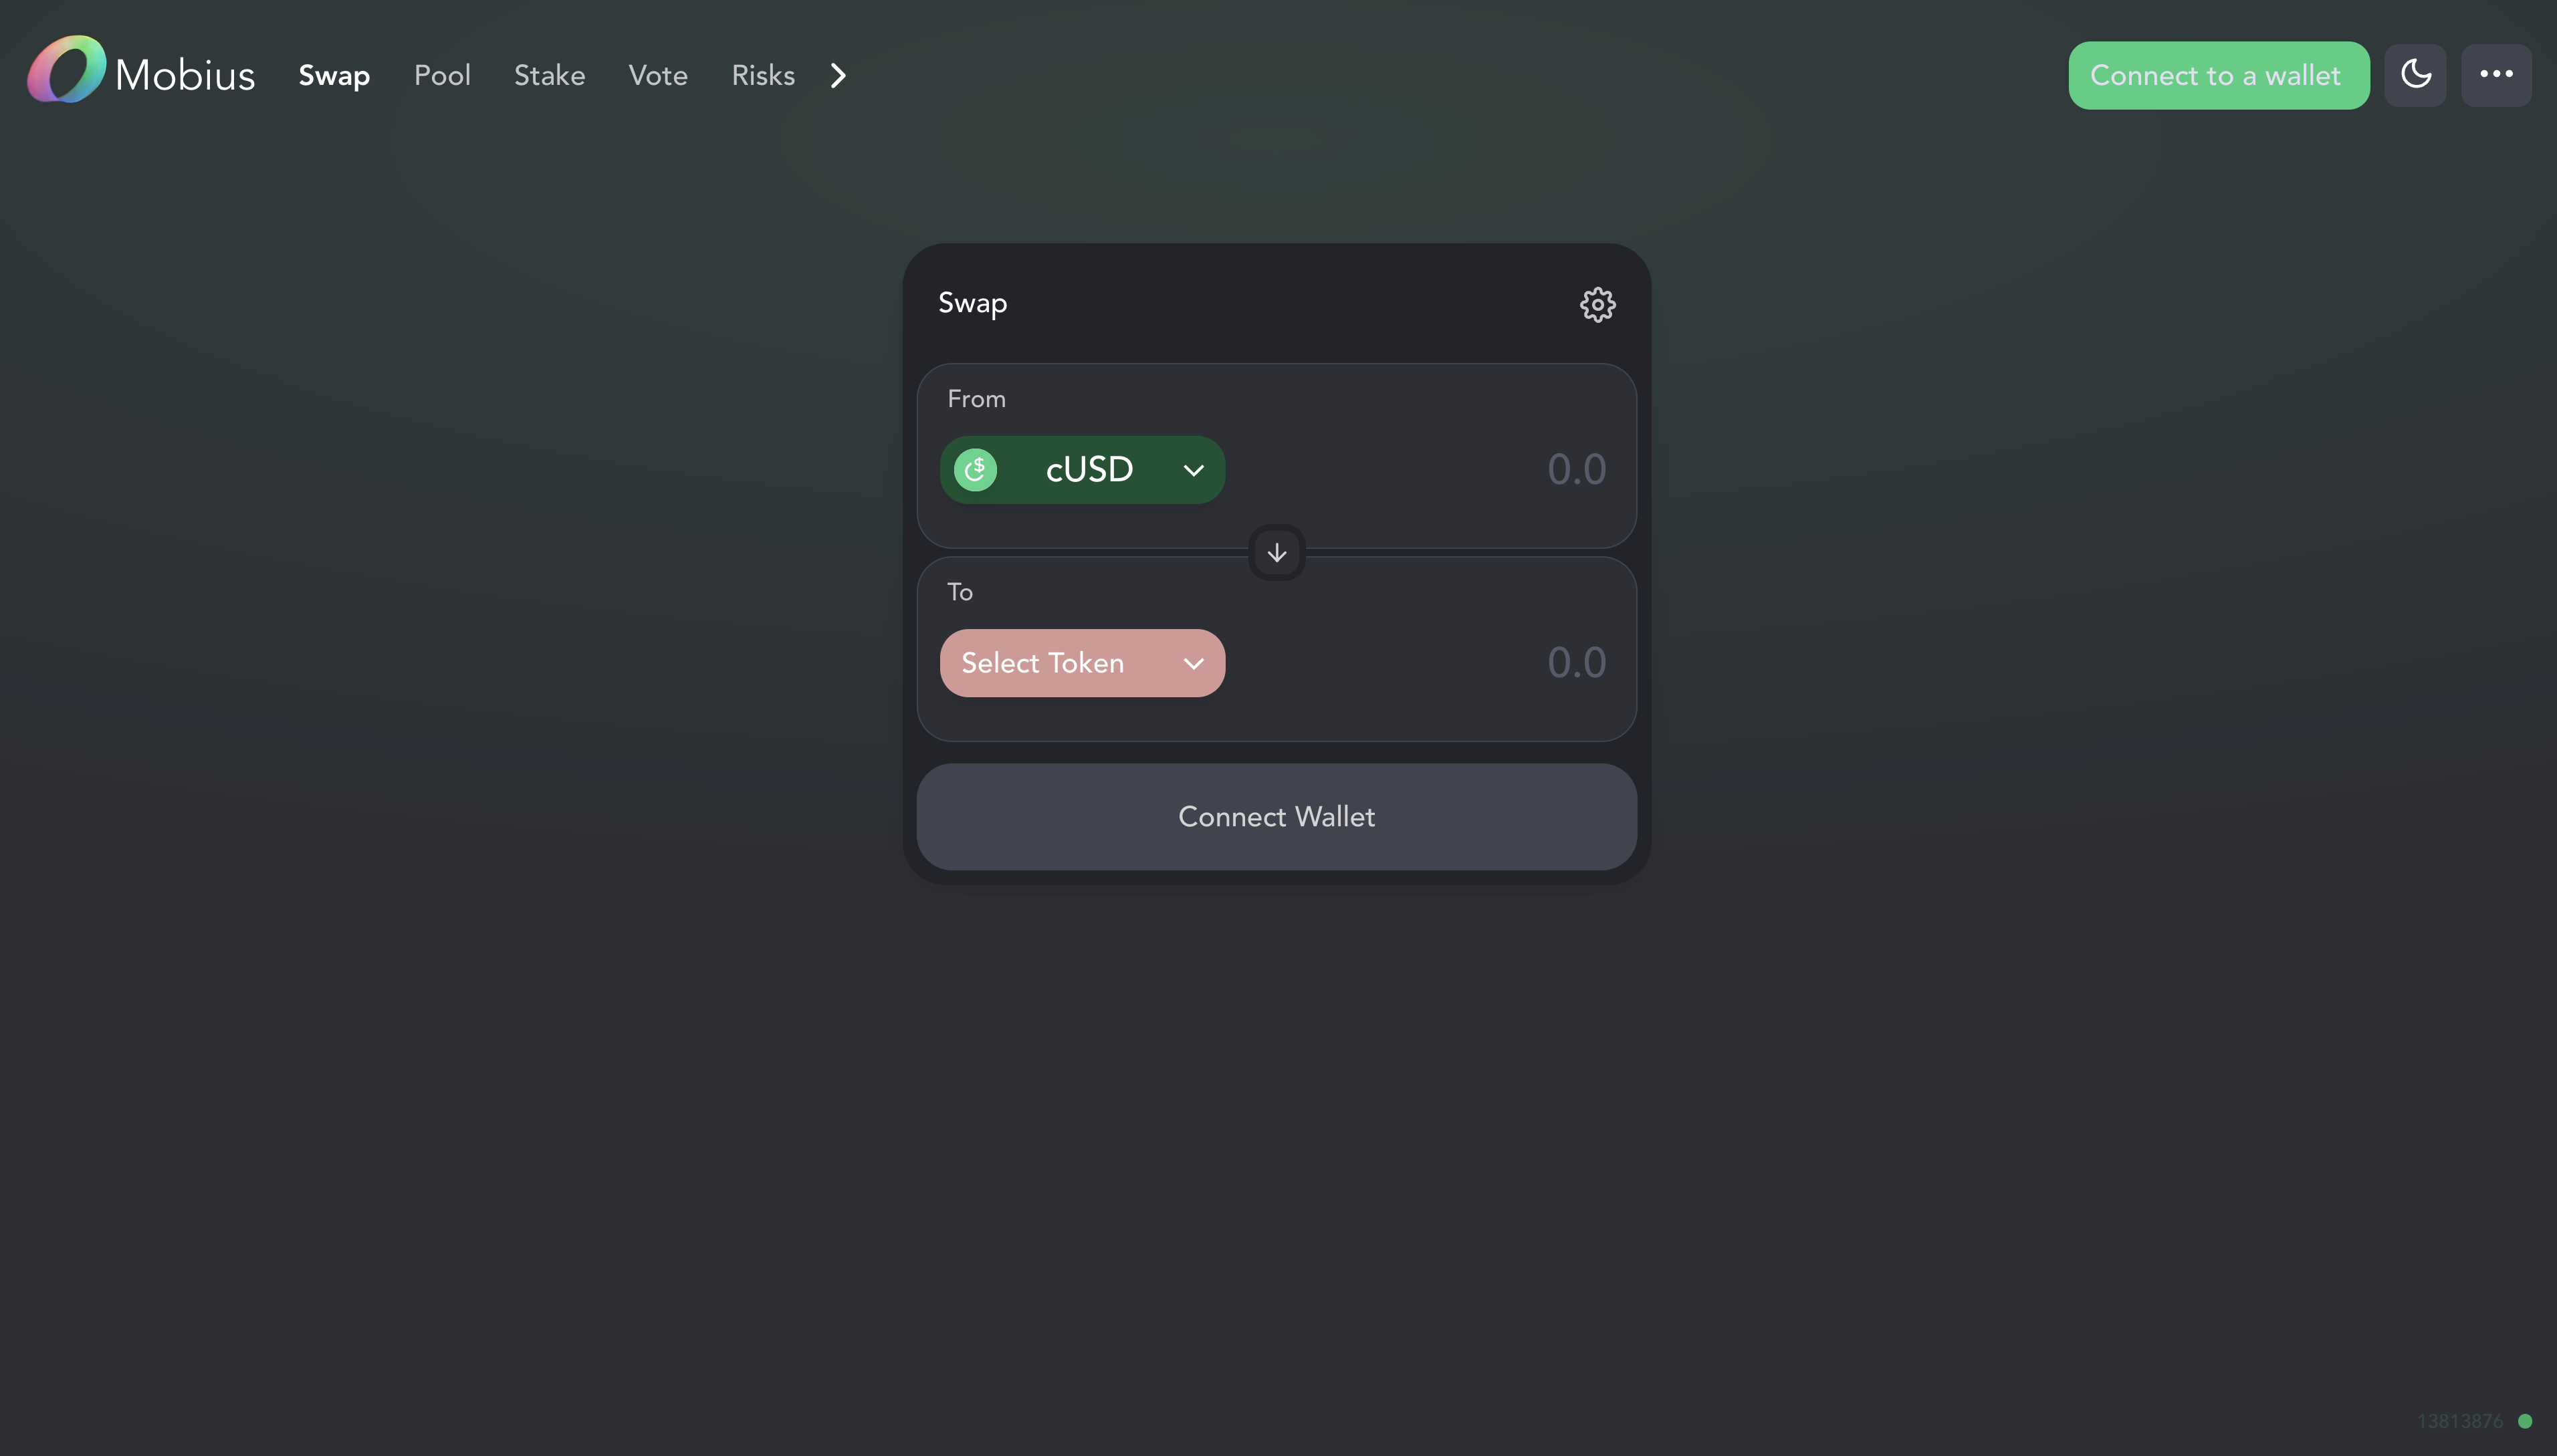 Mobius Swap Pool Stake Vote Risks Connect to a wallet
Swap
From
cUSD 0.0
To
Select Token 0.0
Connect Wallet
13813876